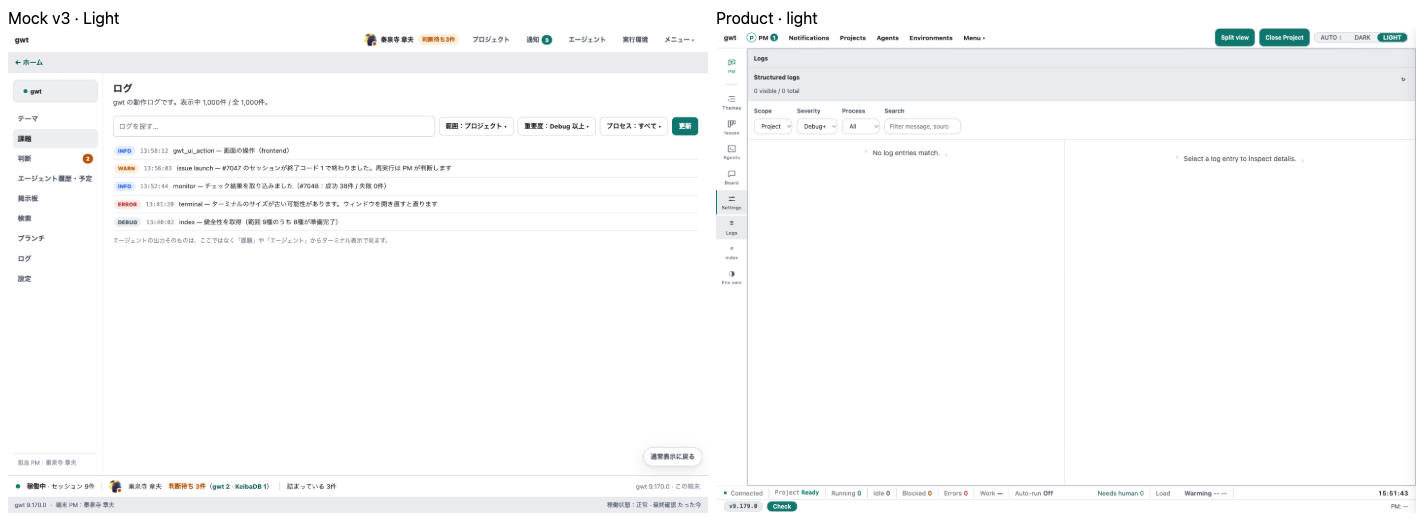 Mock v3 · Light
gwt
秦泉寺 章夫 判断待ち3件 プロジェクト 通知 3 エージェント 実行環境 メニュー
← ホーム
gwt
テーマ
課題
判断 2
エージェント履歴・予定
掲示板
検索
ブランチ
ログ
設定
担当 PM：秦泉寺 章夫
ログ
gwt の動作ログです。表示中 1,000件 / 全 1,000件。
ログを探す… 範囲：プロジェクト 重要度：Debug 以上 プロセス：すべて 更新
INFO 13:58:12 gwt_ui_action — 画面の操作（frontend）
WARN 13:56:03 issue launch — #7047 のセッションが終了コード 1 で終わりました。再実行は PM が判断します
INFO 13:52:44 monitor — チェック結果を取り込みました（#7048：成功 38件 / 失敗 0件）
ERROR 13:41:20 terminal — ターミナルのサイズが古い可能性があります。ウィンドウを開き直すと直ります
DEBUG 13:40:02 index — 健全性を取得（範囲 9種のうち 8種が準備完了）
エージェントの出力そのものは、ここではなく「課題」や「エージェント」からターミナル表示で見ます。
通常表示に戻る
稼働中 · セッション 9件 秦泉寺 章夫 判断待ち 3件（gwt 2 · KeibaDB 1） 詰まっている 3件 gwt 9.170.0 · この端末
gwt 9.170.0 · 端末 PM：秦泉寺 章夫 稼働状態：正常 · 最終確認 たった今
Product · light
gwt P PM 1 Notifications Projects Agents Environments Menu Split view Close Project AUTO DARK LIGHT
PM
Themes
Issues
Agents
Board
Settings
Logs
Index
Env vars
Logs
Structured logs
0 visible / 0 total
Scope Severity Process Search
Project Debug+ All Filter message, sourc
No log entries match.
Select a log entry to inspect details.
Connected Project Ready Running 0 Idle 0 Blocked 0 Errors 0 Work — Auto-run Off Needs human 0 Load Warming -- -- 15:51:43
v9.179.0 Check PM: --